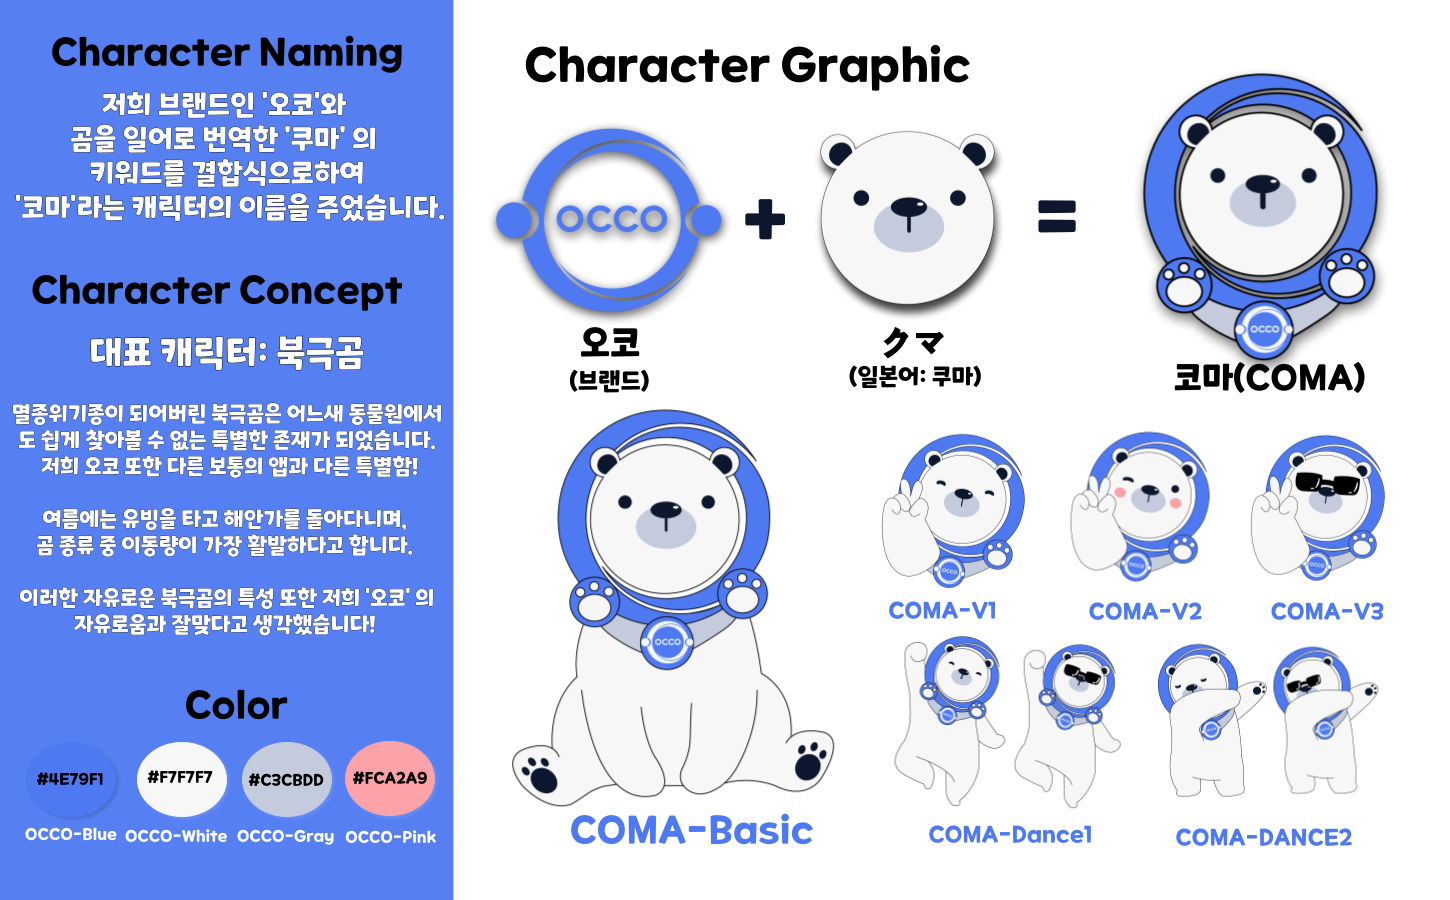 Character Naming
저희 브랜드인 '오코'와
곰을 일어로 번역한 '쿠마' 의
키워드를 결합식으로하여
'코마'라는 캐릭터의 이름을 주었습니다.
Character Concept
대표 캐릭터: 북극곰
멸종위기종이 되어버린 북극곰은 어느새 동물원에서
도 쉽게 찾아볼 수 없는 특별한 존재가 되었습니다.
저희 오코 또한 다른 보통의 앱과 다른 특별함!
여름에는 유빙을 타고 해안가를 돌아다니며,
곰 종류 중 이동량이 가장 활발하다고 합니다.
이러한 자유로운 북극곰의 특성 또한 저희 '오코' 의
자유로움과 잘맞다고 생각했습니다!
Color
#4E79F1
#F7F7F7
#C3CBDD
#FCA2A9
OCCO-Blue
OCCO-White
OCCO-Gray
OCCO-Pink
Character Graphic
OCCO
+
=
OCCO
오코
(브랜드)
クマ
(일본어: 쿠마)
코마(COMA)
OCCO
COMA-Basic
OCCO
COMA-V1
OCCO
COMA-V2
OCCO
COMA-V3
OCCO
OCCO
COMA-Dance1
OCCO
OCCO
COMA-DANCE2